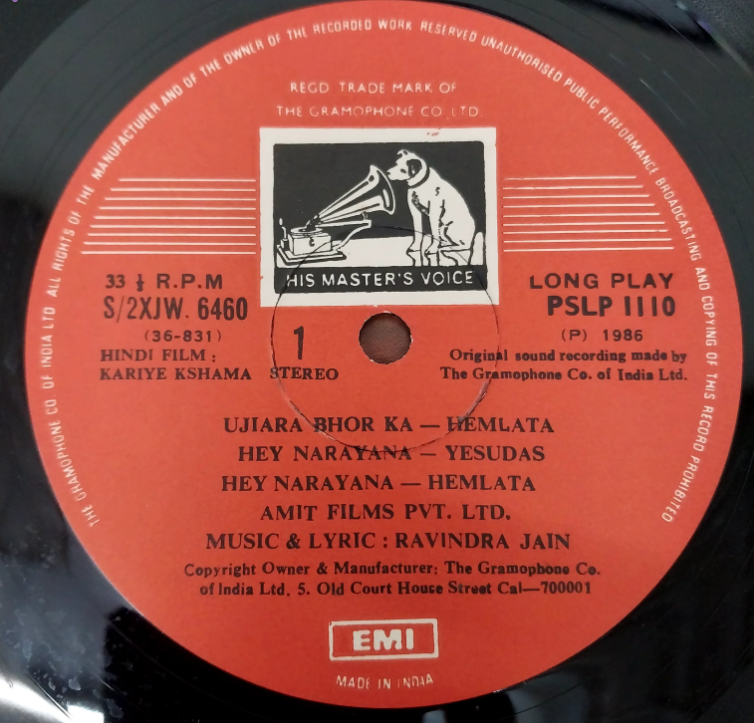 THE GRAMOPHONE CO. OF INDIA LTD ALL RIGHTS OF THE MANUFACTURER AND OF THE OWNER OF THE RECORDED WORK RESERVED UNAUTHORISED PUBLIC PERFORMANCE BROADCASTING AND COPYING OF THIS RECORD PROHIBITED
REGD TRADE MARK OF
THE GRAMOPHONE CO. LTD.
HIS MASTER'S VOICE
33 1/3 R.P.M
LONG PLAY
S/2XJW. 6460
PSLP 1110
(36-831)
1
(P) 1986
HINDI FILM :
KARIYE KSHAMA
STEREO
Original sound recording made by
The Gramophone Co. of India Ltd.
UJIARA BHOR KA — HEMLATA
HEY NARAYANA — YESUDAS
HEY NARAYANA — HEMLATA
AMIT FILMS PVT. LTD.
MUSIC & LYRIC : RAVINDRA JAIN
Copyright Owner & Manufacturer: The Gramophone Co.
of India Ltd. 5. Old Court House Street Cal—700001
EMI
MADE IN INDIA